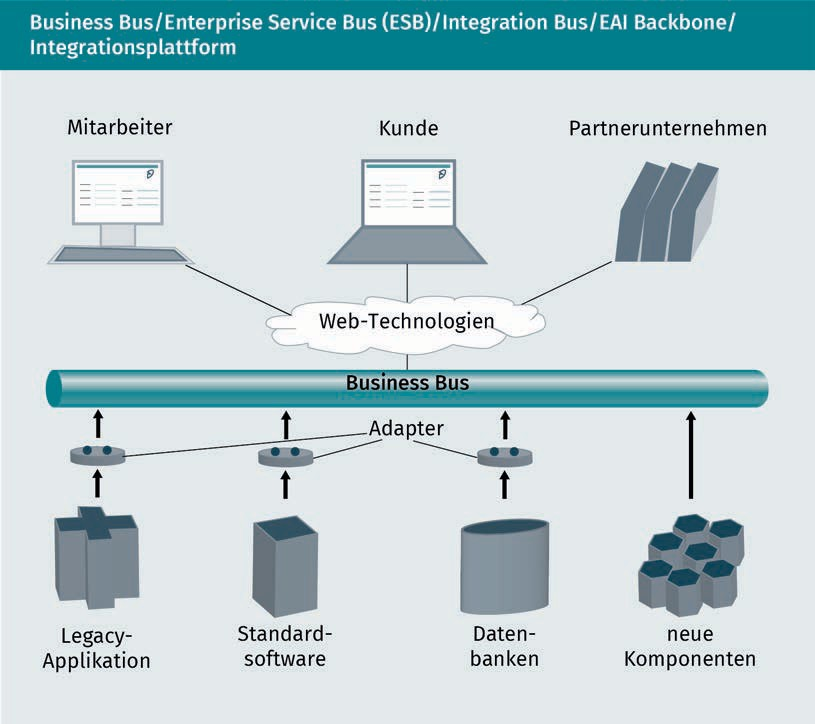 Business Bus/Enterprise Service Bus (ESB)/Integration Bus/EAI Backbone/
Integrationsplattform
Mitarbeiter
Kunde
Partnerunternehmen
Web-Technologien
Business Bus
Adapter
Legacy-
Applikation
Standard-
software
Daten-
banken
neue
Komponenten